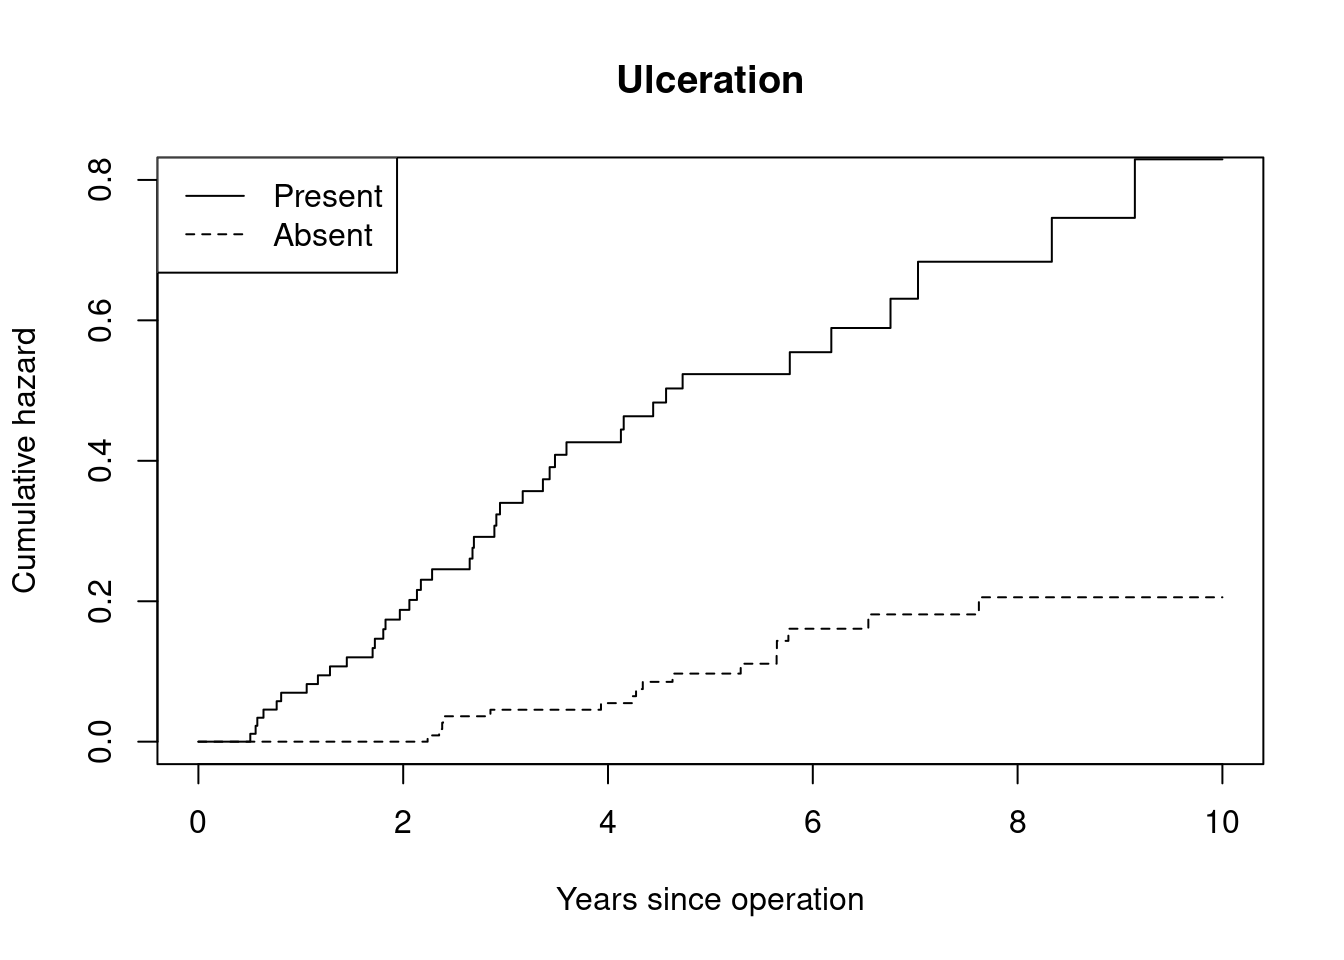 Ulceration
Present
Absent
Cumulative hazard
0.8
0.6
0.4
0.2
0.0
0 2 4 6 8 10
Years since operation